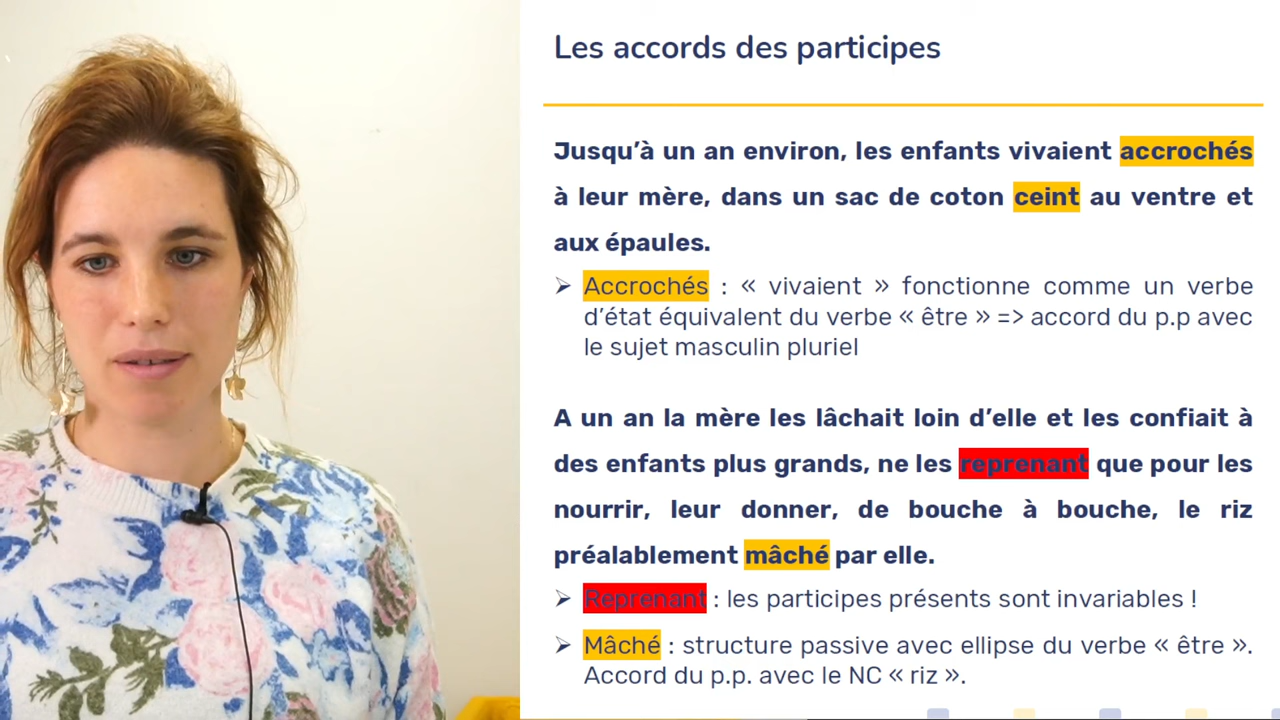 Les accords des participes
Jusqu’à un an environ, les enfants vivaient accrochés
à leur mère, dans un sac de coton ceint au ventre et
aux épaules.
➢ Accrochés : « vivaient » fonctionne comme un verbe
d’état équivalent du verbe « être » => accord du p.p avec
le sujet masculin pluriel
A un an la mère les lâchait loin d’elle et les confiait à
des enfants plus grands, ne les reprenant que pour les
nourrir, leur donner, de bouche à bouche, le riz
préalablement mâché par elle.
➢ Reprenant : les participes présents sont invariables !
➢ Mâché : structure passive avec ellipse du verbe « être ».
Accord du p.p. avec le NC « riz ».